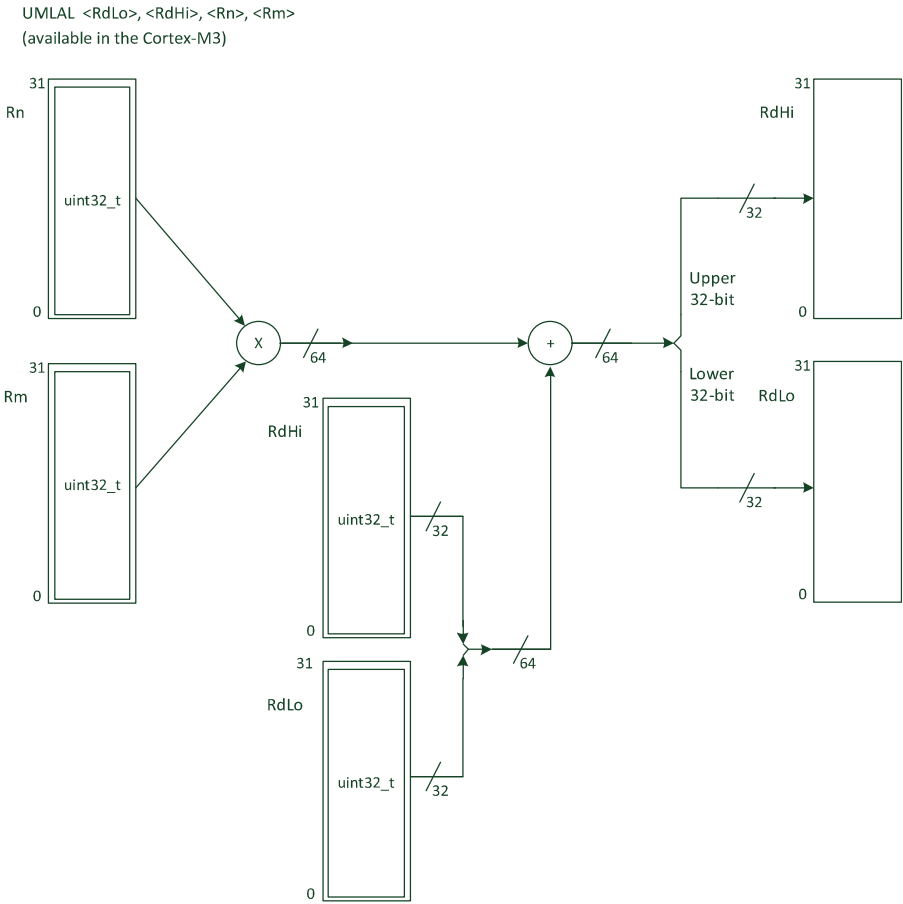 UMLAL <RdLo>, <RdHi>, <Rn>, <Rm>
(available in the Cortex-M3)
31
Rn
uint32_t
0
31
Rm
uint32_t
0
X
64
31
RdHi
uint32_t
32
0
31
RdLo
uint32_t
32
0
64
+
64
Upper
32-bit
Lower
32-bit
32
31
RdHi
0
32
31
RdLo
0